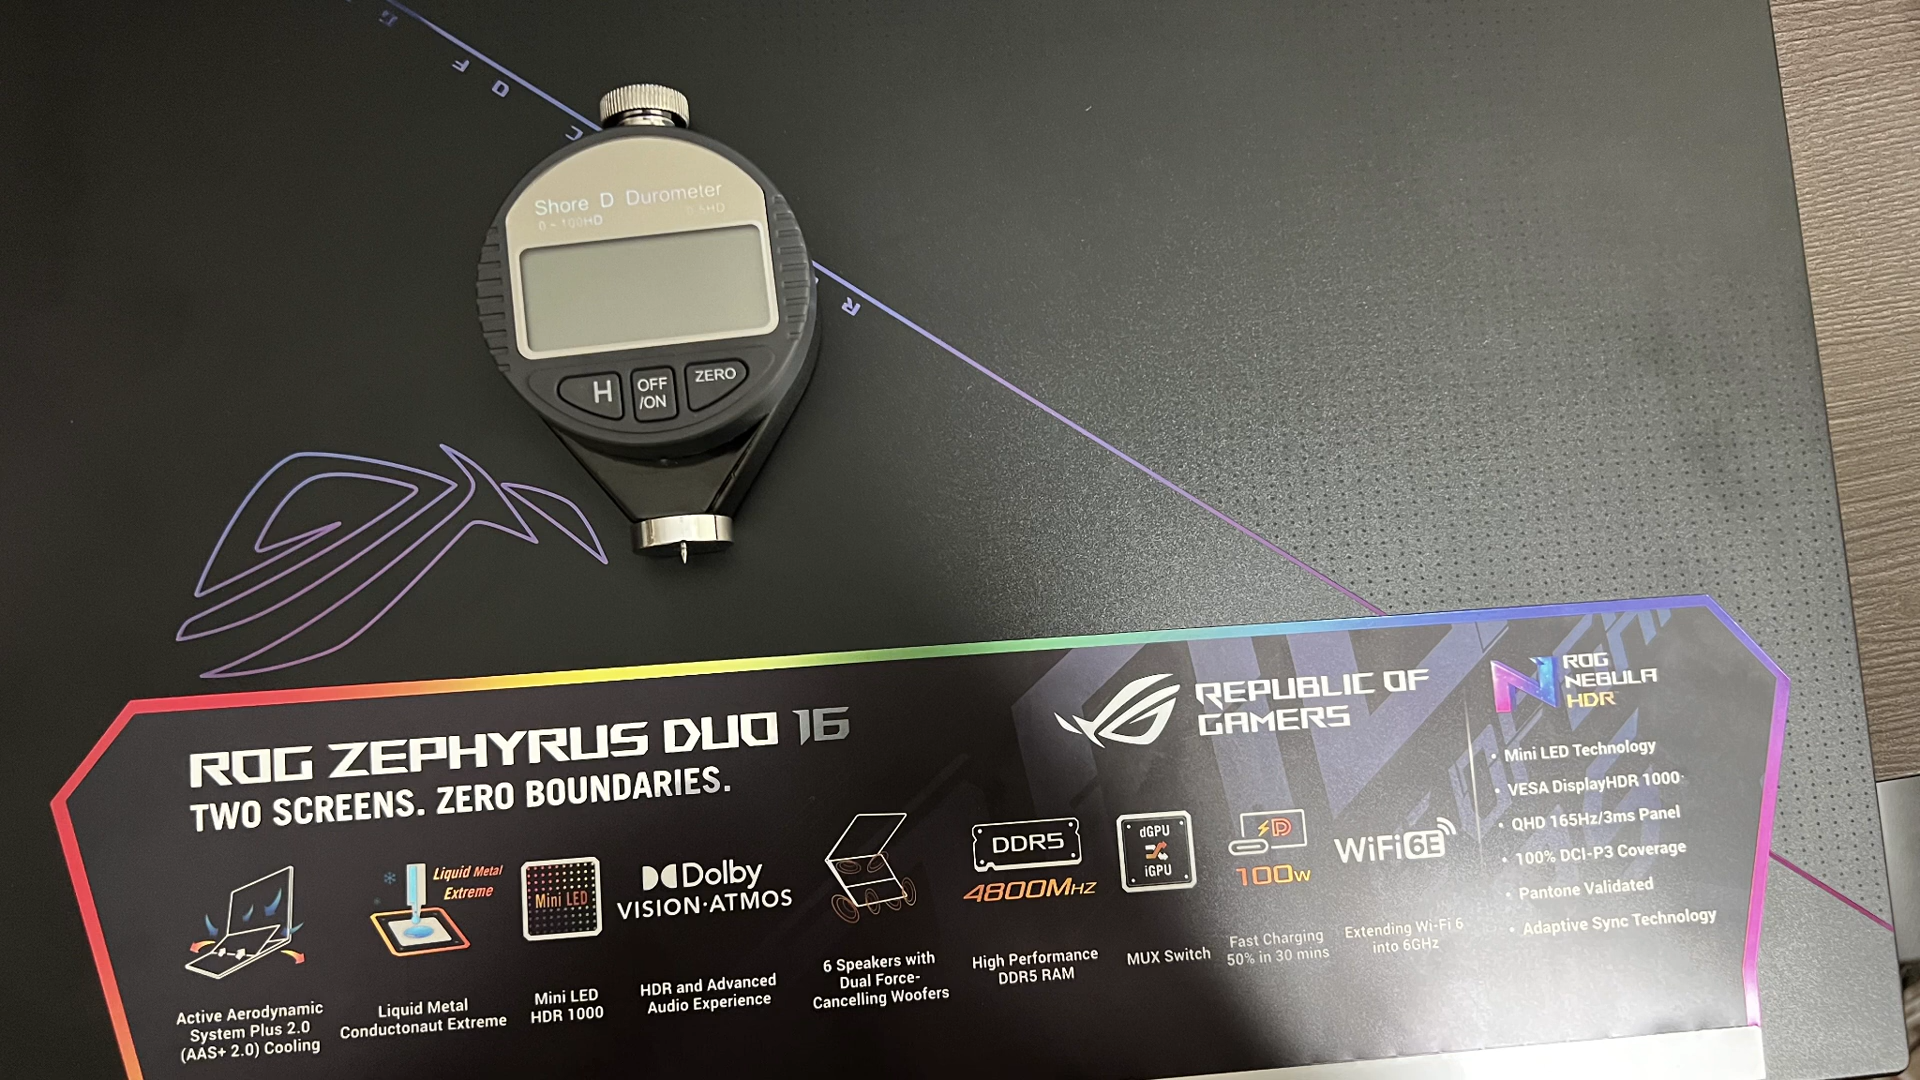 G
F
O
C
R
Shore D Durometer
0~100HD 0.5HD
H
OFF
/ON
ZERO
ROG ZEPHYRUS DUO 16
TWO SCREENS. ZERO BOUNDARIES.
REPUBLIC OF
GAMERS
ROG
NEBULA
HDR
• Mini LED Technology
• VESA DisplayHDR 1000
• QHD 165Hz/3ms Panel
• 100% DCI-P3 Coverage
• Pantone Validated
• Adaptive Sync Technology
Active Aerodynamic
System Plus 2.0
(AAS+ 2.0) Cooling
Liquid Metal
Extreme
Liquid Metal
Conductonaut Extreme
Mini LED
Mini LED
HDR 1000
Dolby
VISION·ATMOS
HDR and Advanced
Audio Experience
6 Speakers with
Dual Force-
Cancelling Woofers
DDR5
4800MHZ
High Performance
DDR5 RAM
dGPU
iGPU
MUX Switch
PD
100W
Fast Charging
50% in 30 mins
WiFi 6E
Extending Wi-Fi 6
into 6GHz